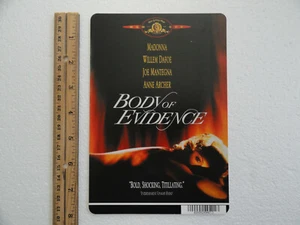 MADONNA
WILLEM DAFOE
JOE MANTEGNA
ANNE ARCHER
BODY OF
EVIDENCE
"BOLD. SHOCKING. TITILLATING."